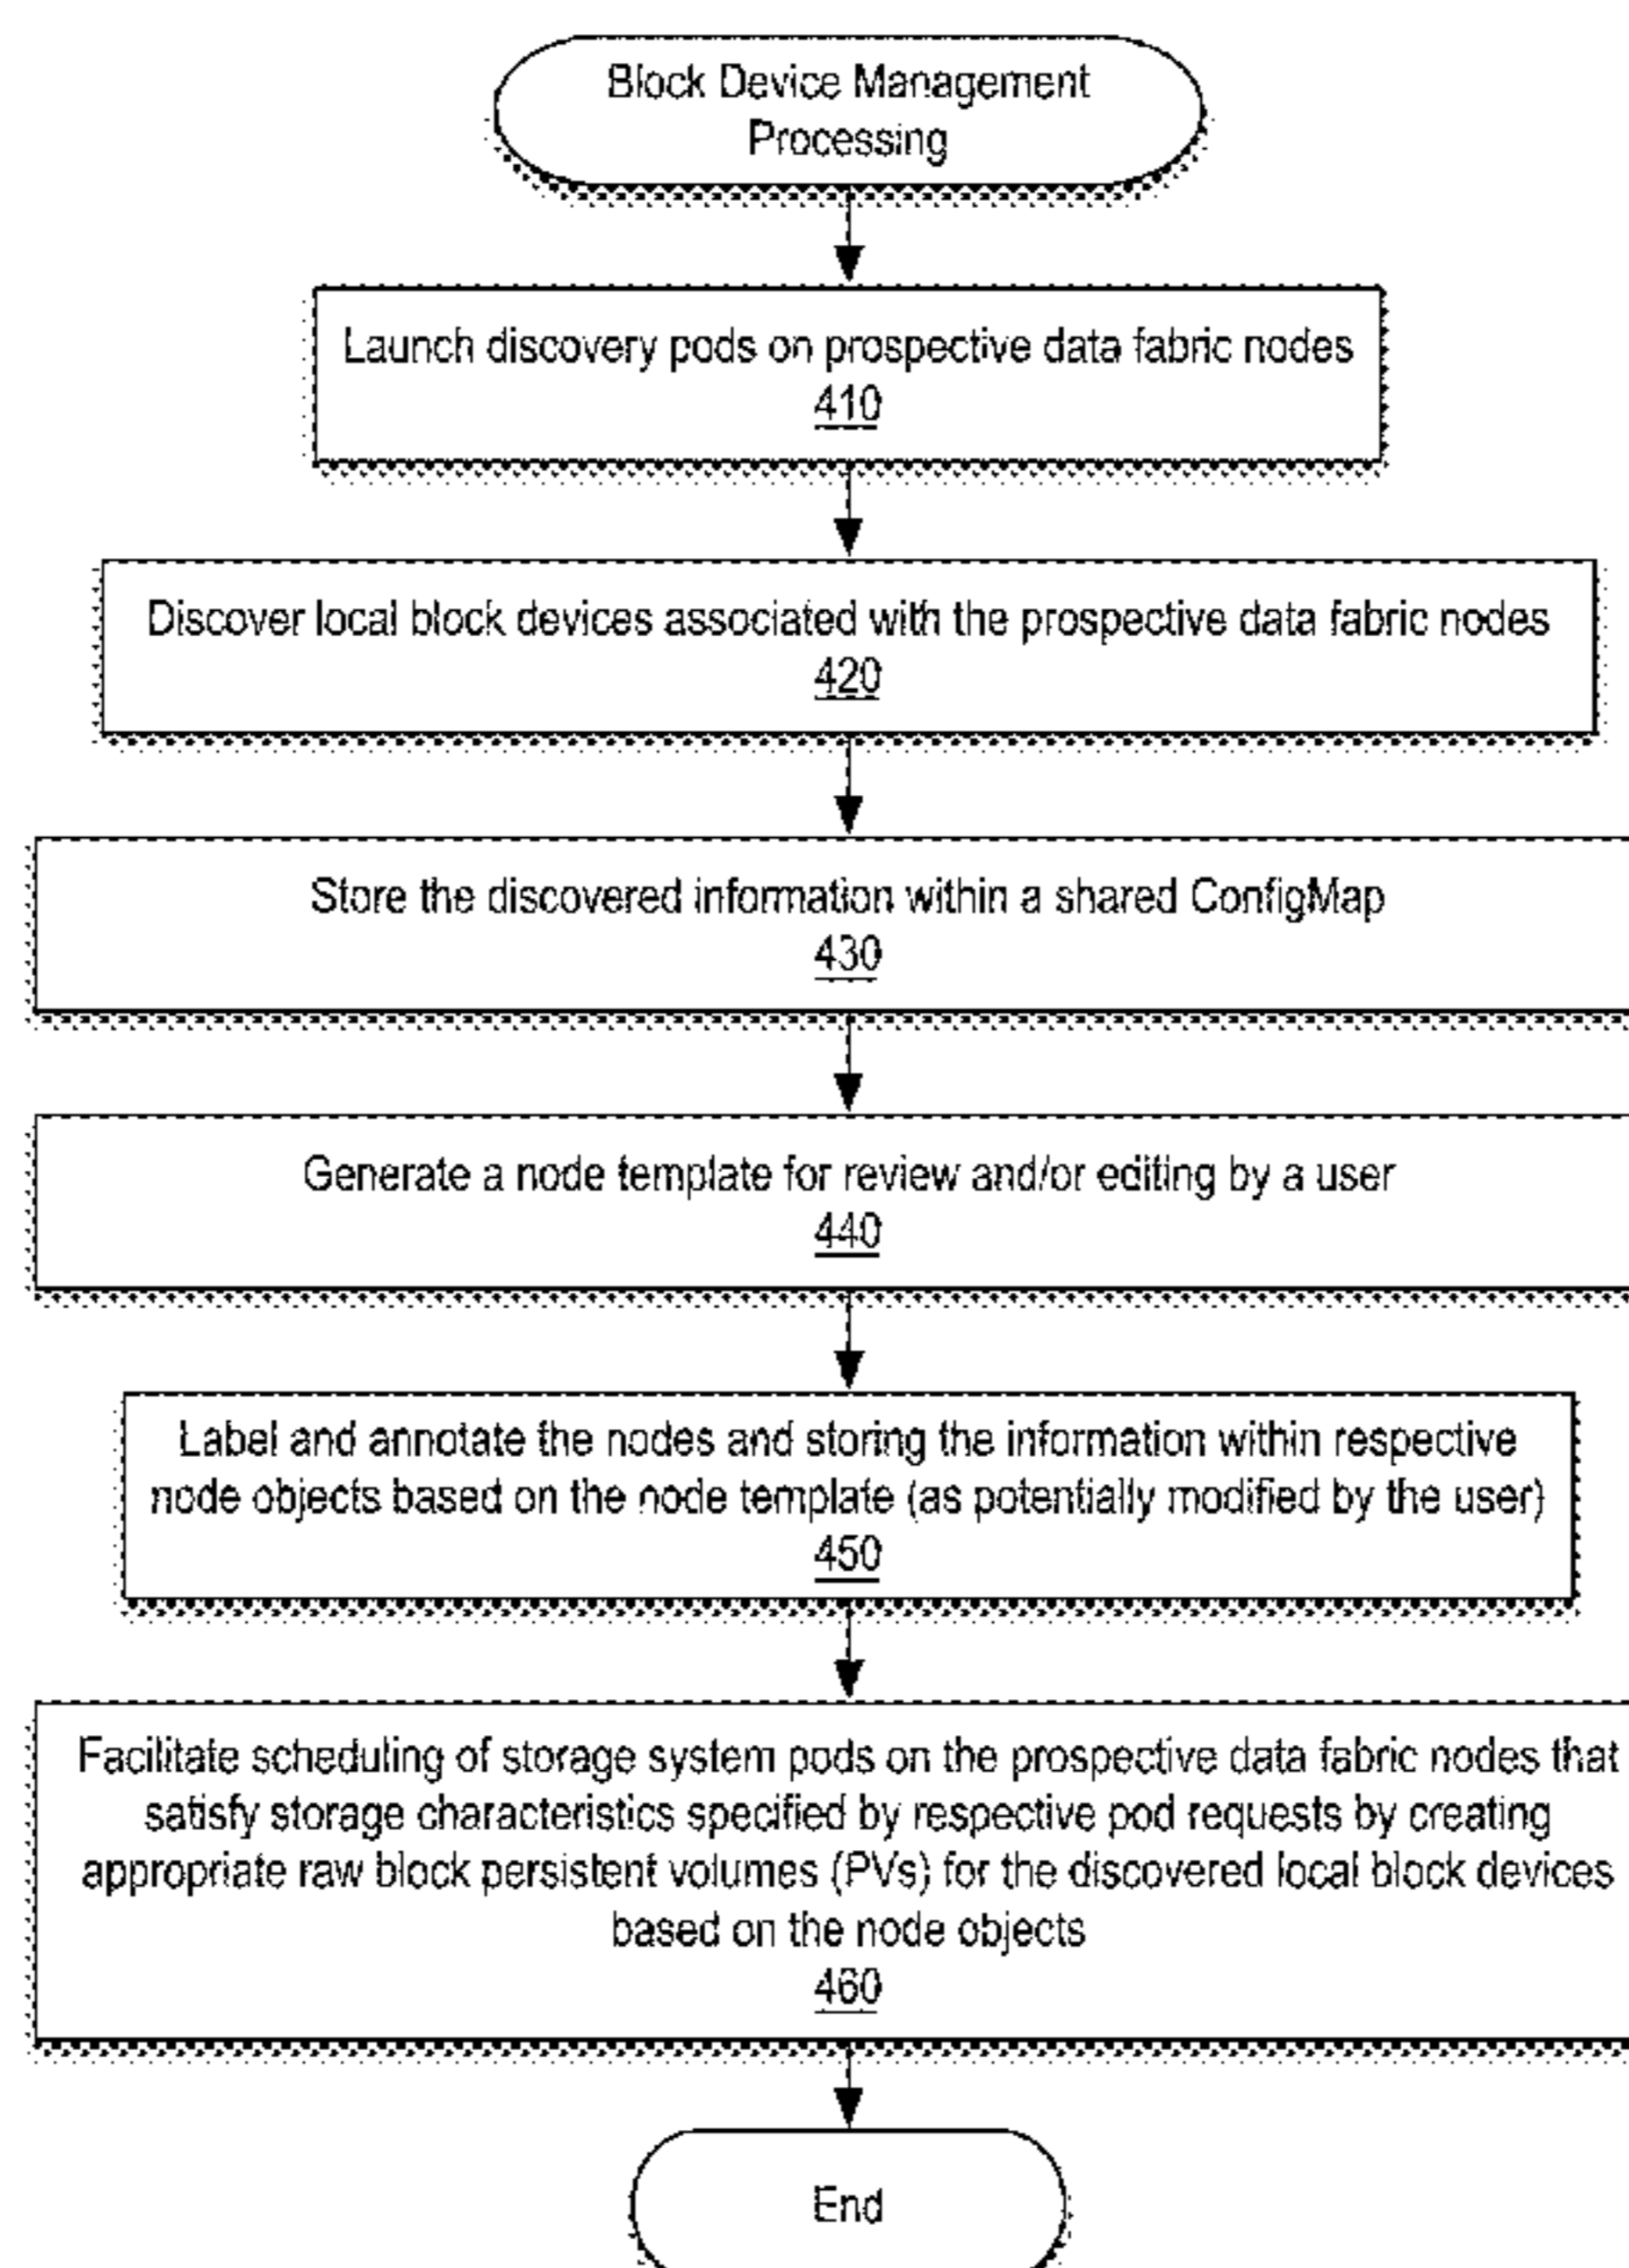 Block Device Management
Processing
Launch discovery pods on prospective data fabric nodes
410
Discover local block devices associated with the prospective data fabric nodes
420
Store the discovered information within a shared ConfigMap
430
Generate a node template for review and/or editing by a user
440
Label and annotate the nodes and storing the information within respective
node objects based on the node template (as potentially modified by the user)
450
Facilitate scheduling of storage system pods on the prospective data fabric nodes that
satisfy storage characteristics specified by respective pod requests by creating
appropriate raw block persistent volumes (PVs) for the discovered local block devices
based on the node objects
460
End